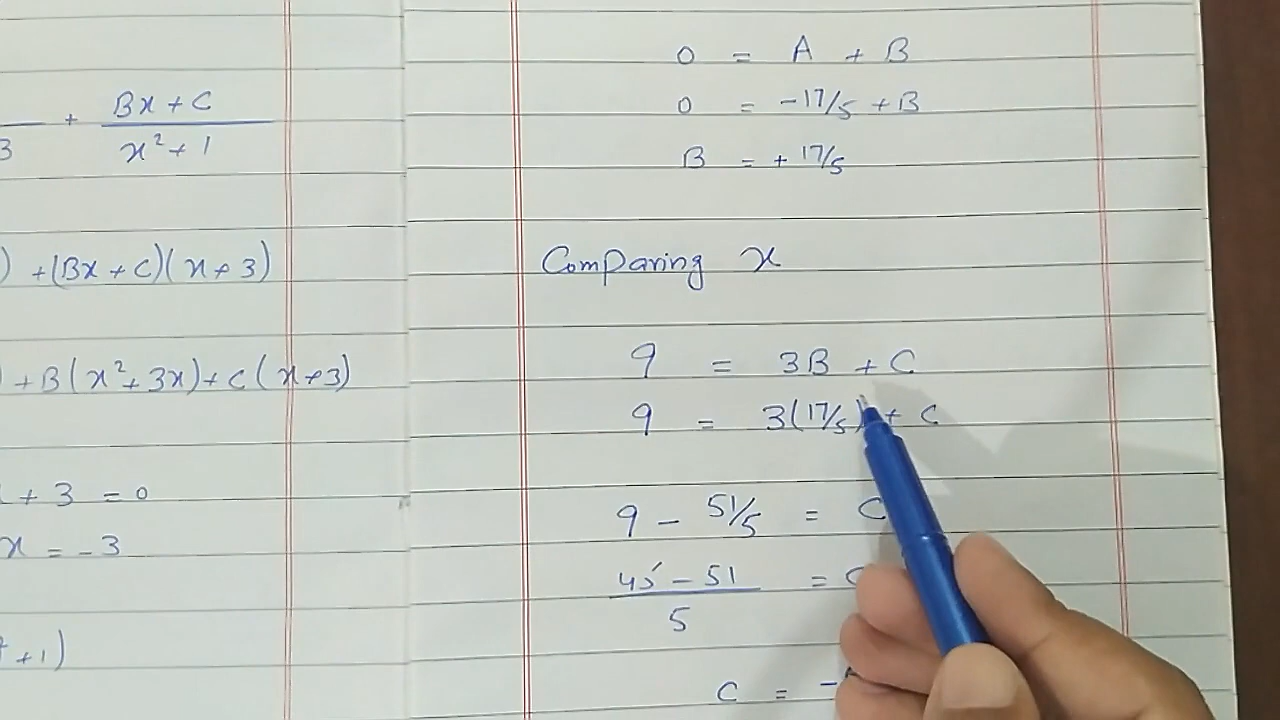 3 + Bx + C / x² + 1
) + (Bx + C)(x + 3)
+ B(x² + 3x) + C(x + 3)
x + 3 = 0
x = -3
+ 1)
0 = A + B
0 = -17/5 + B
B = + 17/5
Comparing x
9 = 3B + C
9 = 3(17/5) + C
9 - 51/5 = C
45 - 51 / 5 = C
C = -